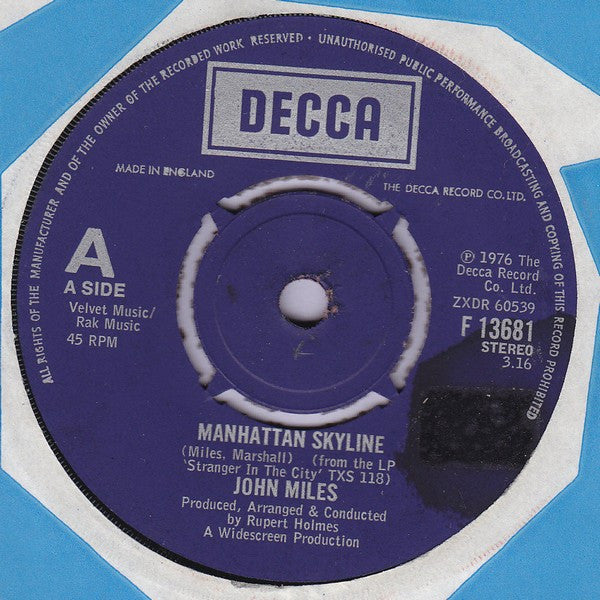 ALL RIGHTS OF THE MANUFACTURER AND OF THE OWNER OF THE RECORDED WORK RESERVED • UNAUTHORISED PUBLIC PERFORMANCE BROADCASTING AND COPYING OF THIS RECORD PROHIBITED
DECCA
MADE IN ENGLAND
THE DECCA RECORD CO. LTD.
A
A SIDE
Velvet Music/
Rak Music
45 RPM
℗ 1976 The
Decca Record
Co. Ltd.
ZXDR 60539
F 13681
STEREO
3.16
MANHATTAN SKYLINE
(Miles, Marshall) (from the LP
'Stranger In The City' TXS 118)
JOHN MILES
Produced, Arranged & Conducted
by Rupert Holmes
A Widescreen Production